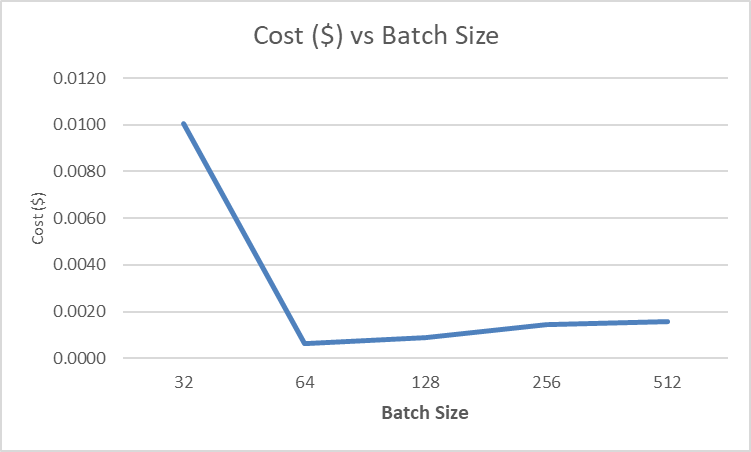 Cost ($) vs Batch Size
0.0120
0.0100
0.0080
0.0060
0.0040
0.0020
0.0000
Cost ($)
32 64 128 256 512
Batch Size